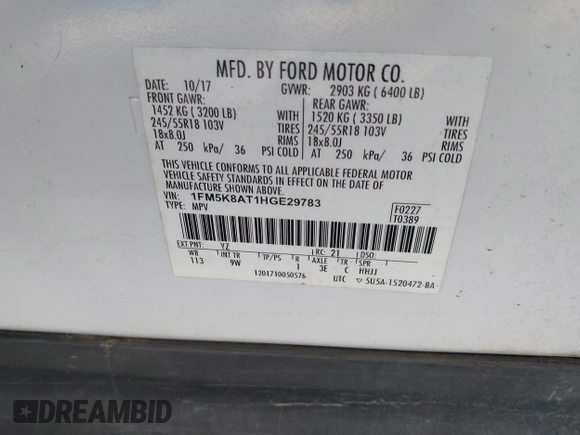 MFD. BY FORD MOTOR CO.
DATE: 10/17 GVWR: 2903 KG ( 6400 LB)
FRONT GAWR: REAR GAWR:
1452 KG ( 3200 LB) WITH 1520 KG ( 3350 LB) WITH
245/55R18 103V TIRES 245/55R18 103V TIRES
18x8.0J RIMS 18x8.0J RIMS
AT 250 kPa/ 36 PSI COLD AT 250 kPa/ 36 PSI COLD
THIS VEHICLE CONFORMS TO ALL APPLICABLE FEDERAL MOTOR
VEHICLE SAFETY STANDARDS IN EFFECT ON THE DATE OF
MANUFACTURE SHOWN ABOVE.
VIN: 1FM5K8AT1HGE29783 F0227
TYPE: MPV T0389
EXT PNT: YZ RC: 21 DSO:
WB INT TR TP/PS R AXLE TR SPR
113 9W 1 3E C HHJJ
1201710050576 UTC 5U5A-1520472-BA
DREAMBID